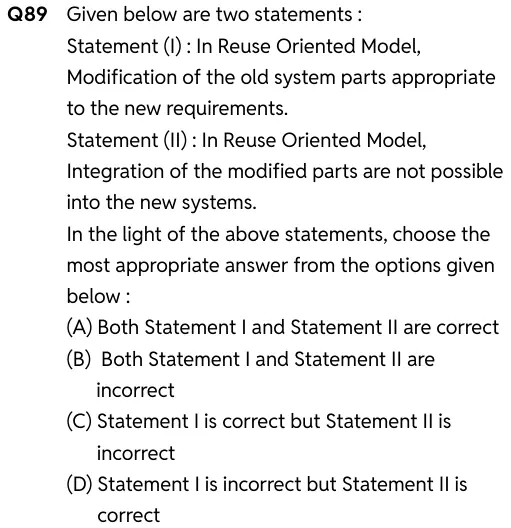 Q89 Given below are two statements :
Statement (I) : In Reuse Oriented Model,
Modification of the old system parts appropriate
to the new requirements.
Statement (II) : In Reuse Oriented Model,
Integration of the modified parts are not possible
into the new systems.
In the light of the above statements, choose the
most appropriate answer from the options given
below :
(A) Both Statement I and Statement II are correct
(B) Both Statement I and Statement II are
incorrect
(C) Statement I is correct but Statement II is
incorrect
(D) Statement I is incorrect but Statement II is
correct